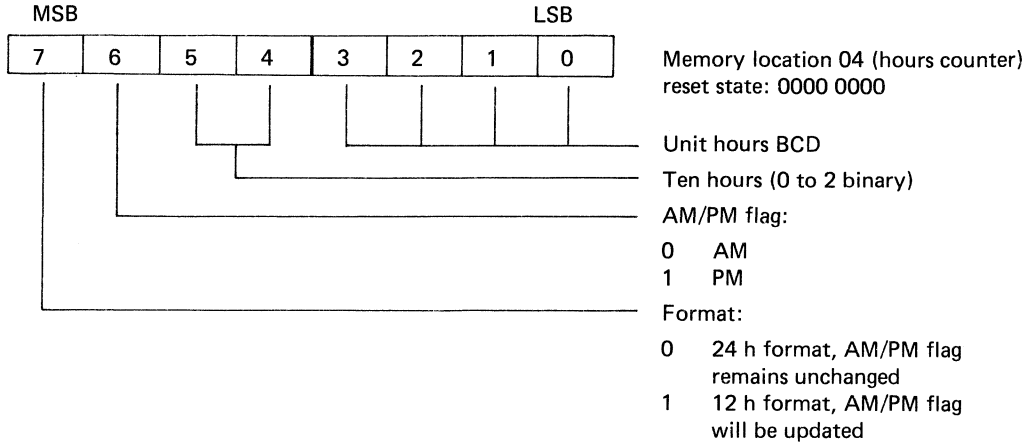 MSB LSB
7 6 5 4 3 2 1 0
Memory location 04 (hours counter)
reset state: 0000 0000
Unit hours BCD
Ten hours (0 to 2 binary)
AM/PM flag:
0 AM
1 PM
Format:
0 24 h format, AM/PM flag
remains unchanged
1 12 h format, AM/PM flag
will be updated